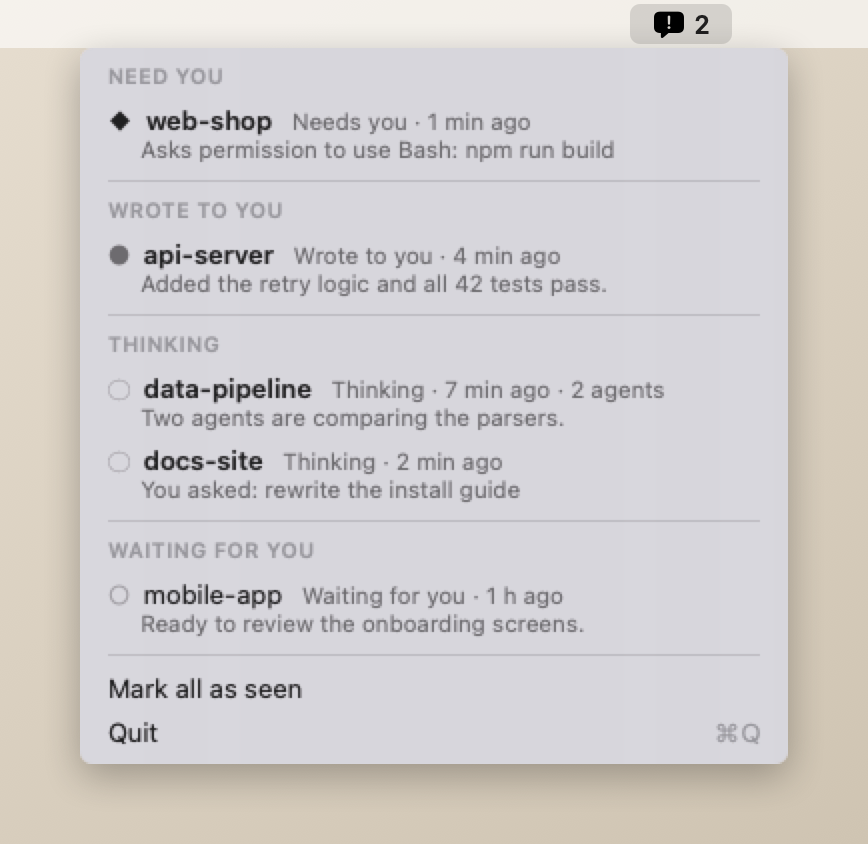 2
NEED YOU
web-shop Needs you · 1 min ago
Asks permission to use Bash: npm run build
WROTE TO YOU
api-server Wrote to you · 4 min ago
Added the retry logic and all 42 tests pass.
THINKING
data-pipeline Thinking · 7 min ago · 2 agents
Two agents are comparing the parsers.
docs-site Thinking · 2 min ago
You asked: rewrite the install guide
WAITING FOR YOU
mobile-app Waiting for you · 1 h ago
Ready to review the onboarding screens.
Mark all as seen
Quit ⌘Q